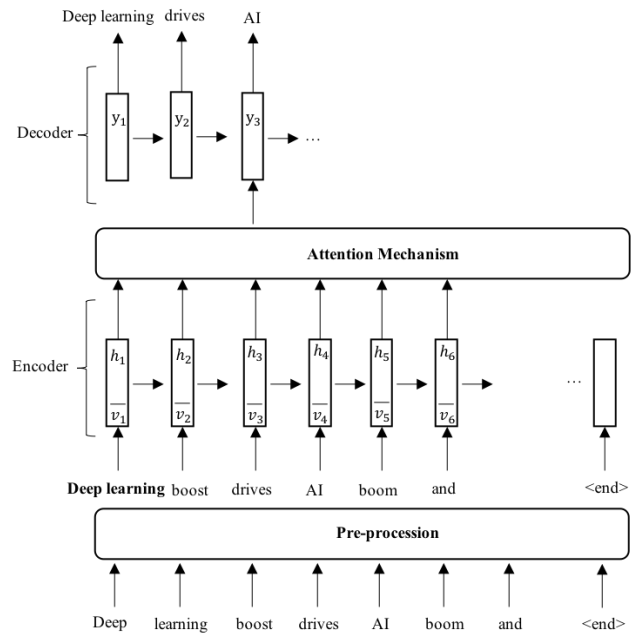 Deep learning drives AI
Decoder
y1 y2 y3 …
Attention Mechanism
Encoder
h1 h2 h3 h4 h5 h6 …
v1 v2 v3 v4 v5 v6
Deep learning boost drives AI boom and <end>
Pre-procession
Deep learning boost drives AI boom and <end>